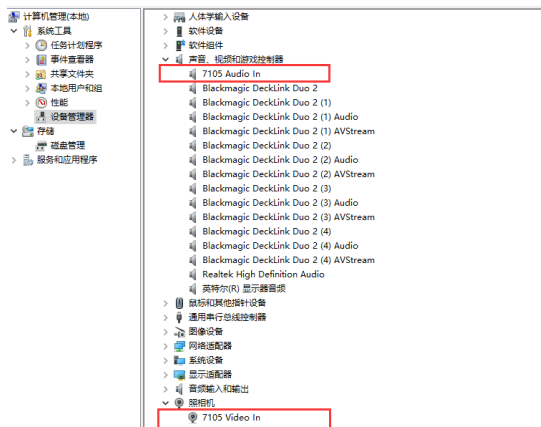 计算机管理(本地)
系统工具
任务计划程序
事件查看器
共享文件夹
本地用户和组
性能
设备管理器
存储
磁盘管理
服务和应用程序
人体学输入设备
软件设备
软件组件
声音、视频和游戏控制器
7105 Audio In
Blackmagic DeckLink Duo 2
Blackmagic DeckLink Duo 2 (1)
Blackmagic DeckLink Duo 2 (1) Audio
Blackmagic DeckLink Duo 2 (1) AVStream
Blackmagic DeckLink Duo 2 (2)
Blackmagic DeckLink Duo 2 (2) Audio
Blackmagic DeckLink Duo 2 (2) AVStream
Blackmagic DeckLink Duo 2 (3)
Blackmagic DeckLink Duo 2 (3) Audio
Blackmagic DeckLink Duo 2 (3) AVStream
Blackmagic DeckLink Duo 2 (4)
Blackmagic DeckLink Duo 2 (4) Audio
Blackmagic DeckLink Duo 2 (4) AVStream
Realtek High Definition Audio
英特尔(R) 显示器音频
鼠标和其他指针设备
通用串行总线控制器
图像设备
网络适配器
系统设备
显示适配器
音频输入和输出
照相机
7105 Video In